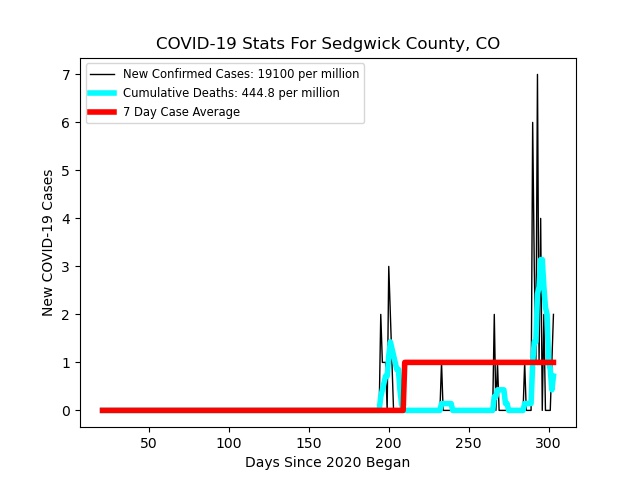 COVID-19 Stats For Sedgwick County, CO
New Confirmed Cases: 19100 per million
Cumulative Deaths: 444.8 per million
7 Day Case Average
New COVID-19 Cases
7
6
5
4
3
2
1
0
50 100 150 200 250 300
Days Since 2020 Began